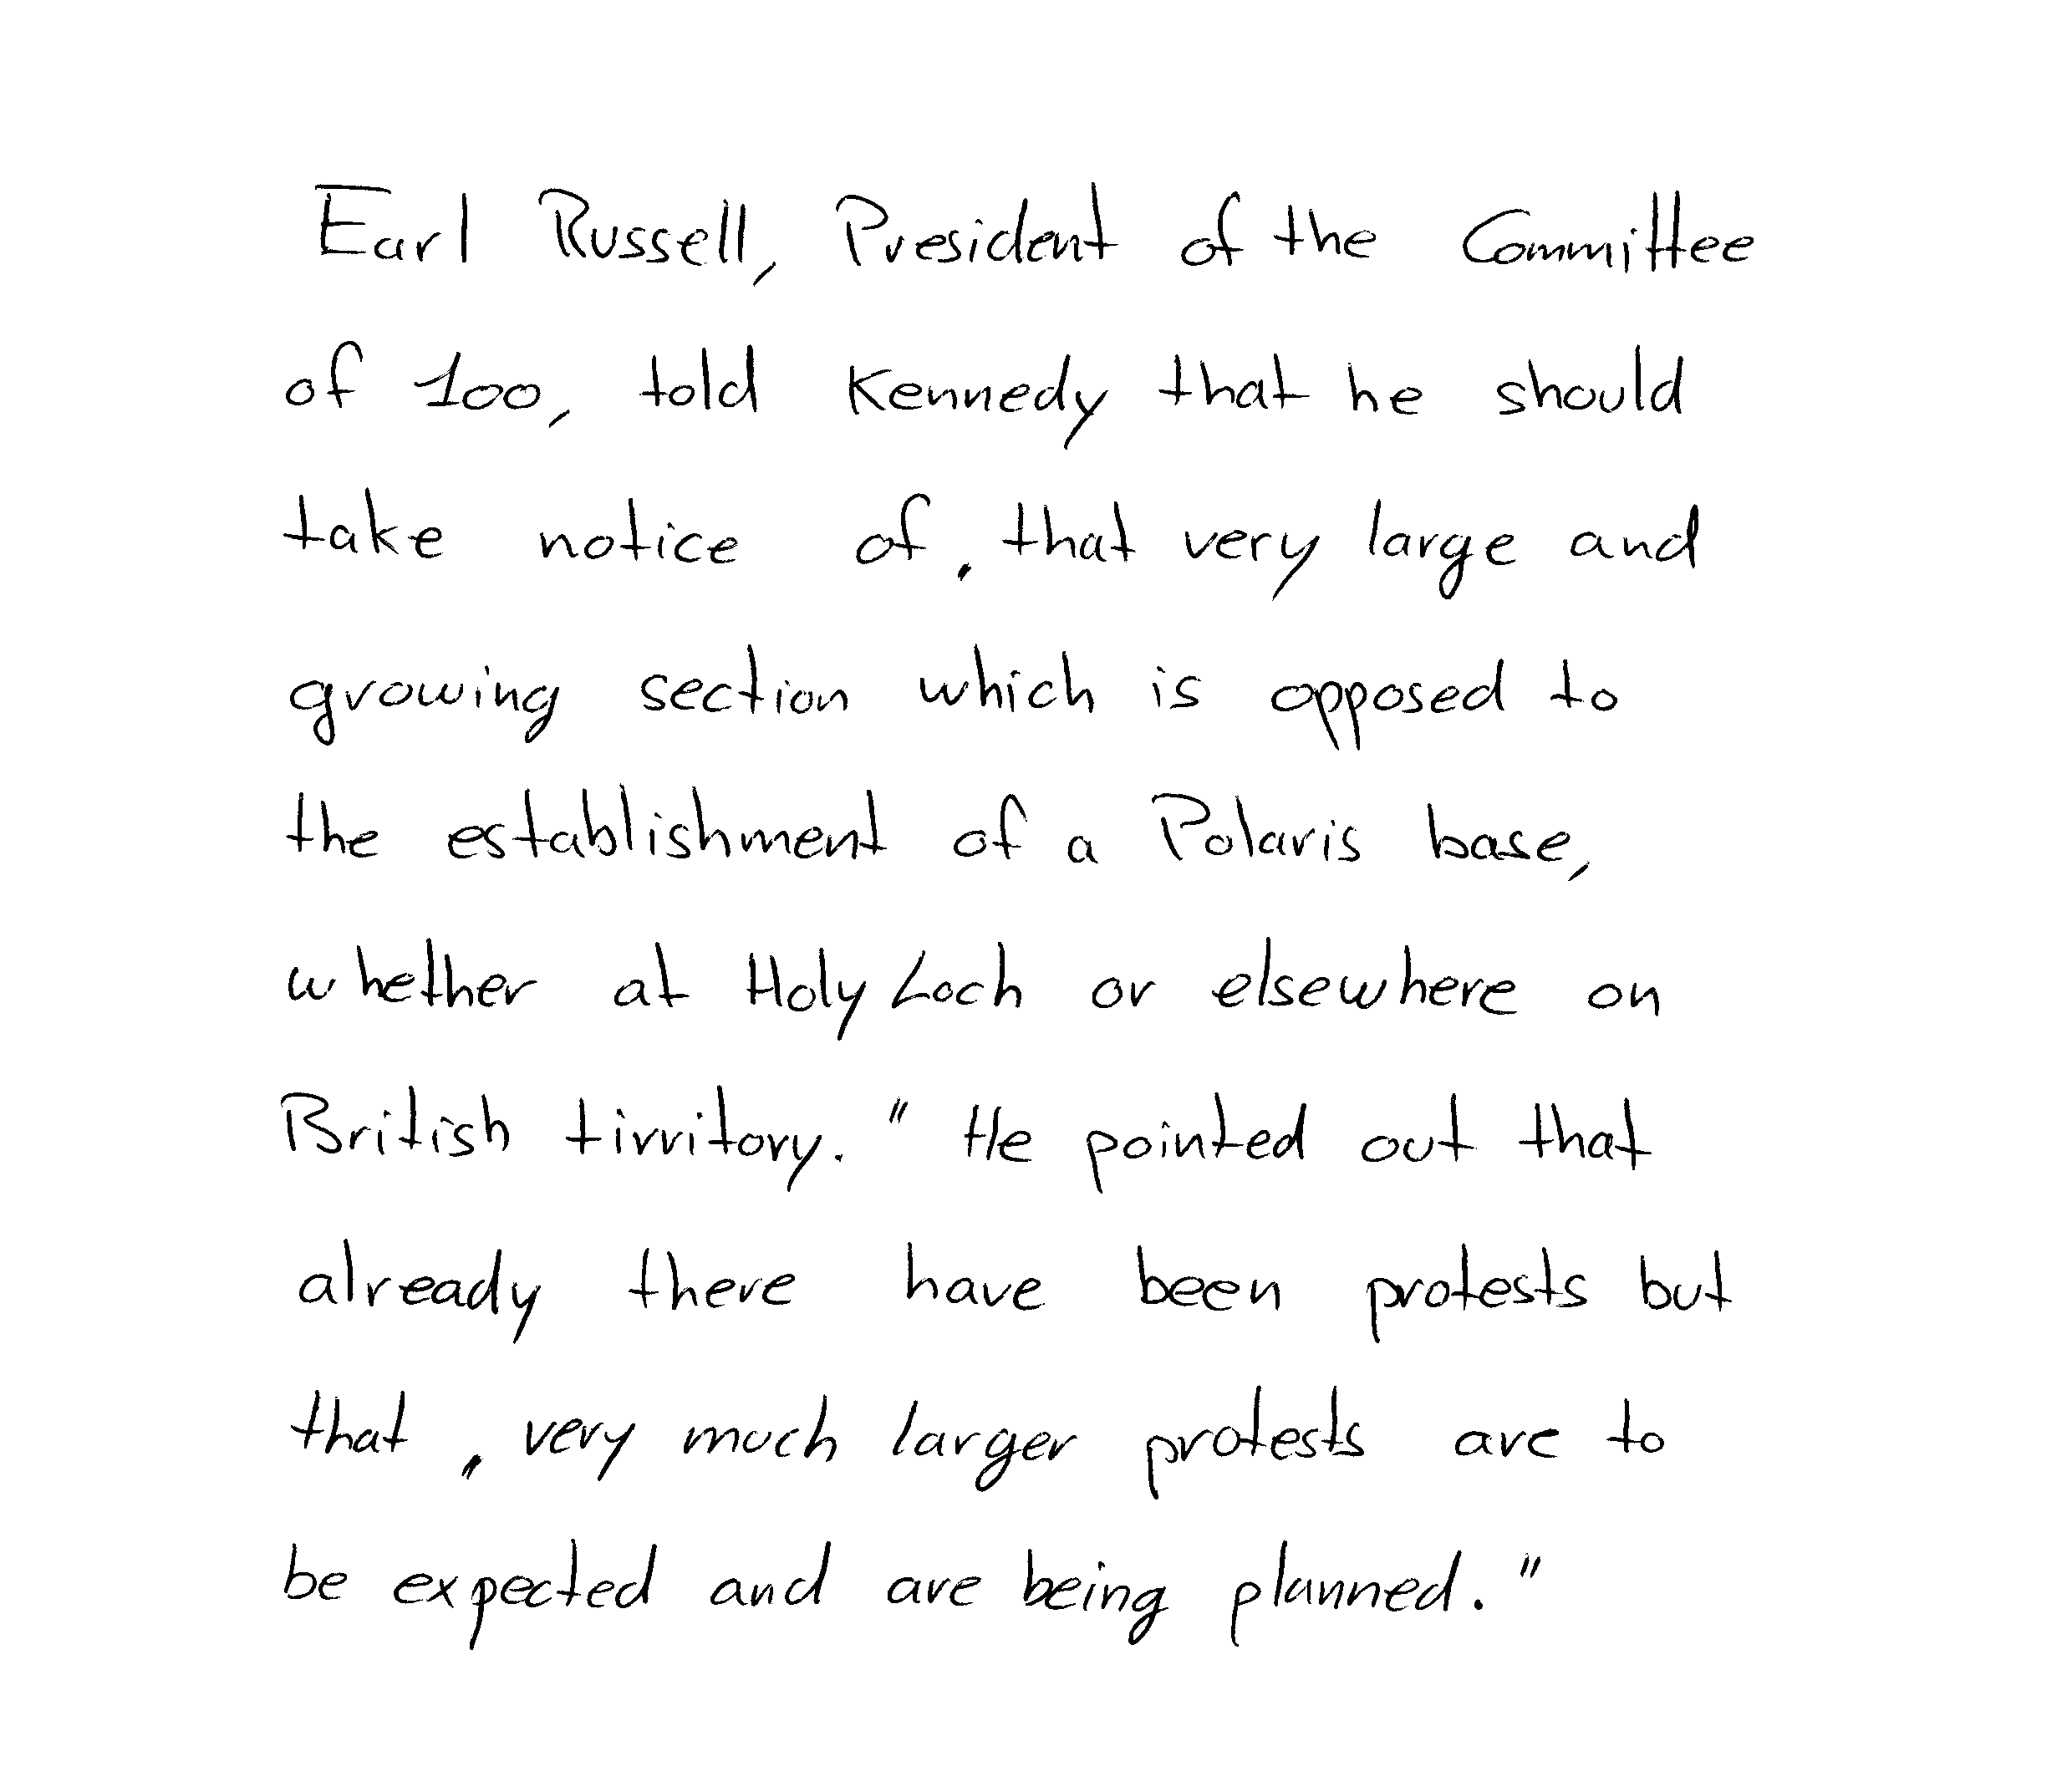 Earl Russell, President of the Committee
of 100, told Kennedy that he should
take notice of, that very large and
growing section which is opposed to
the establishment of a Polaris base,
whether at Holy Loch or elsewhere on
British tirritory." He pointed out that
already there have been protests but
that , very much larger protests are to
be expected and are being planned."